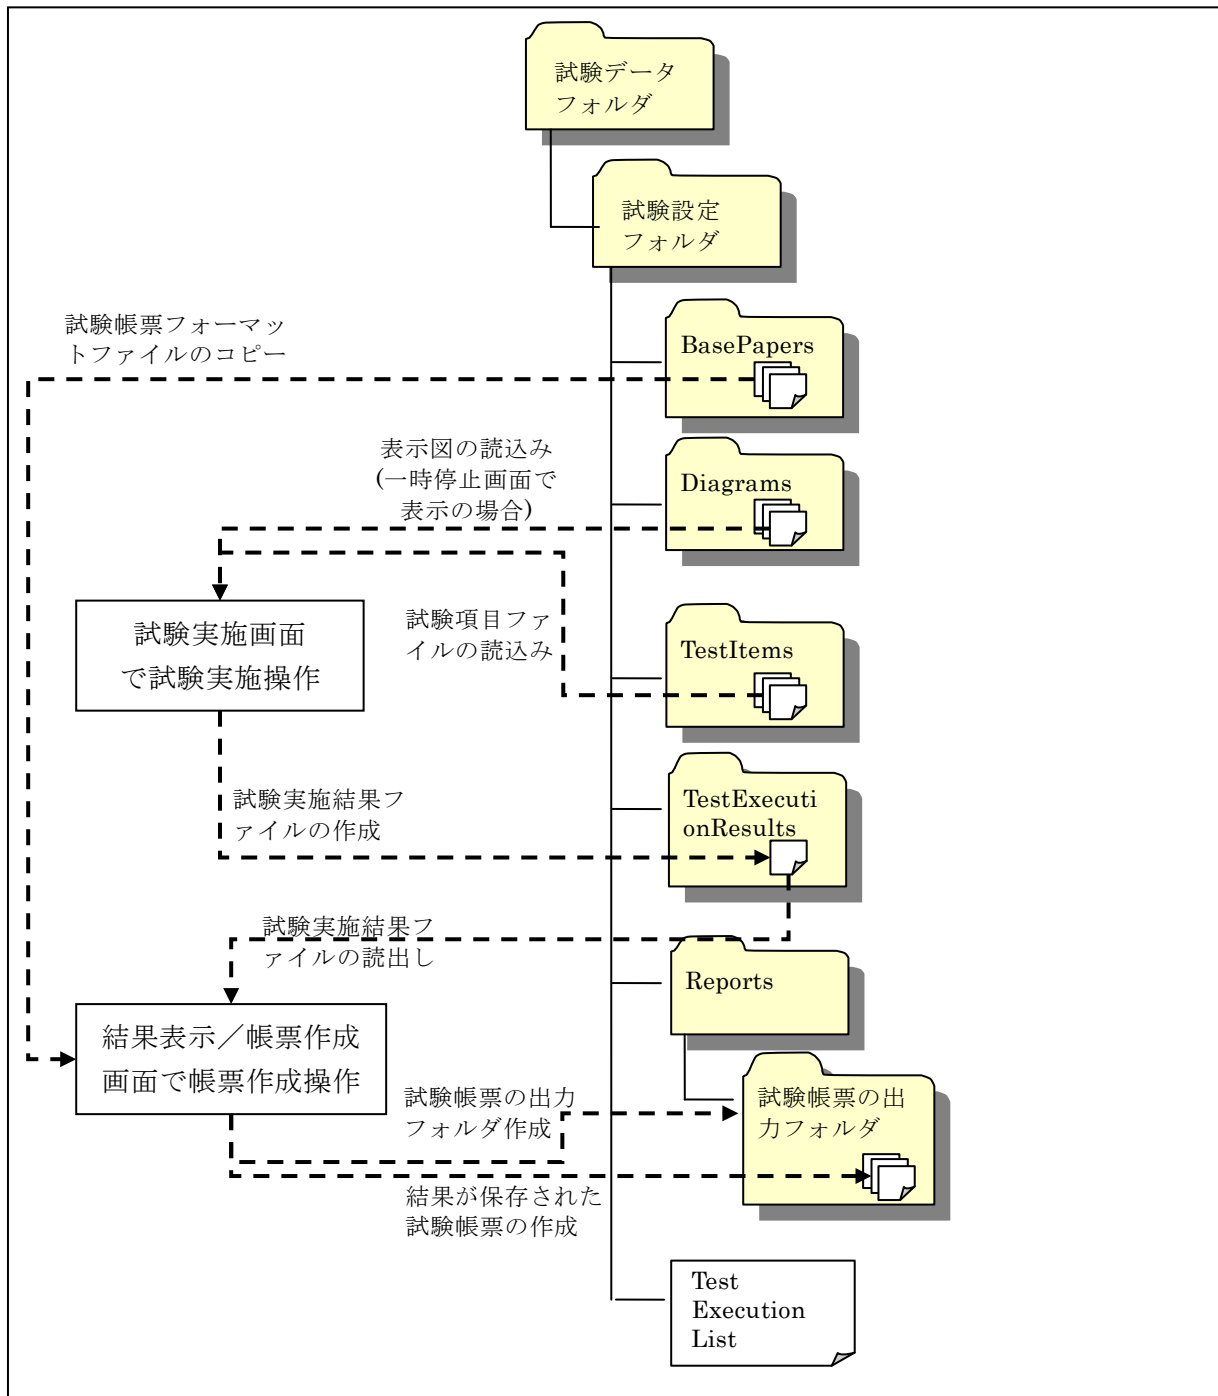 試験データ
フォルダ
試験設定
フォルダ
試験帳票フォーマッ
トファイルのコピー
BasePapers
表示図の読込み
(一時停止画面で
表示の場合)
Diagrams
試験実施画面
で試験実施操作
試験項目ファ
イルの読込み
TestItems
試験実施結果フ
ァイルの作成
TestExecuti
onResults
試験実施結果フ
ァイルの読出し
Reports
結果表示／帳票作成
画面で帳票作成操作
試験帳票の出力
フォルダ作成
試験帳票の出
力フォルダ
結果が保存された
試験帳票の作成
Test
Execution
List